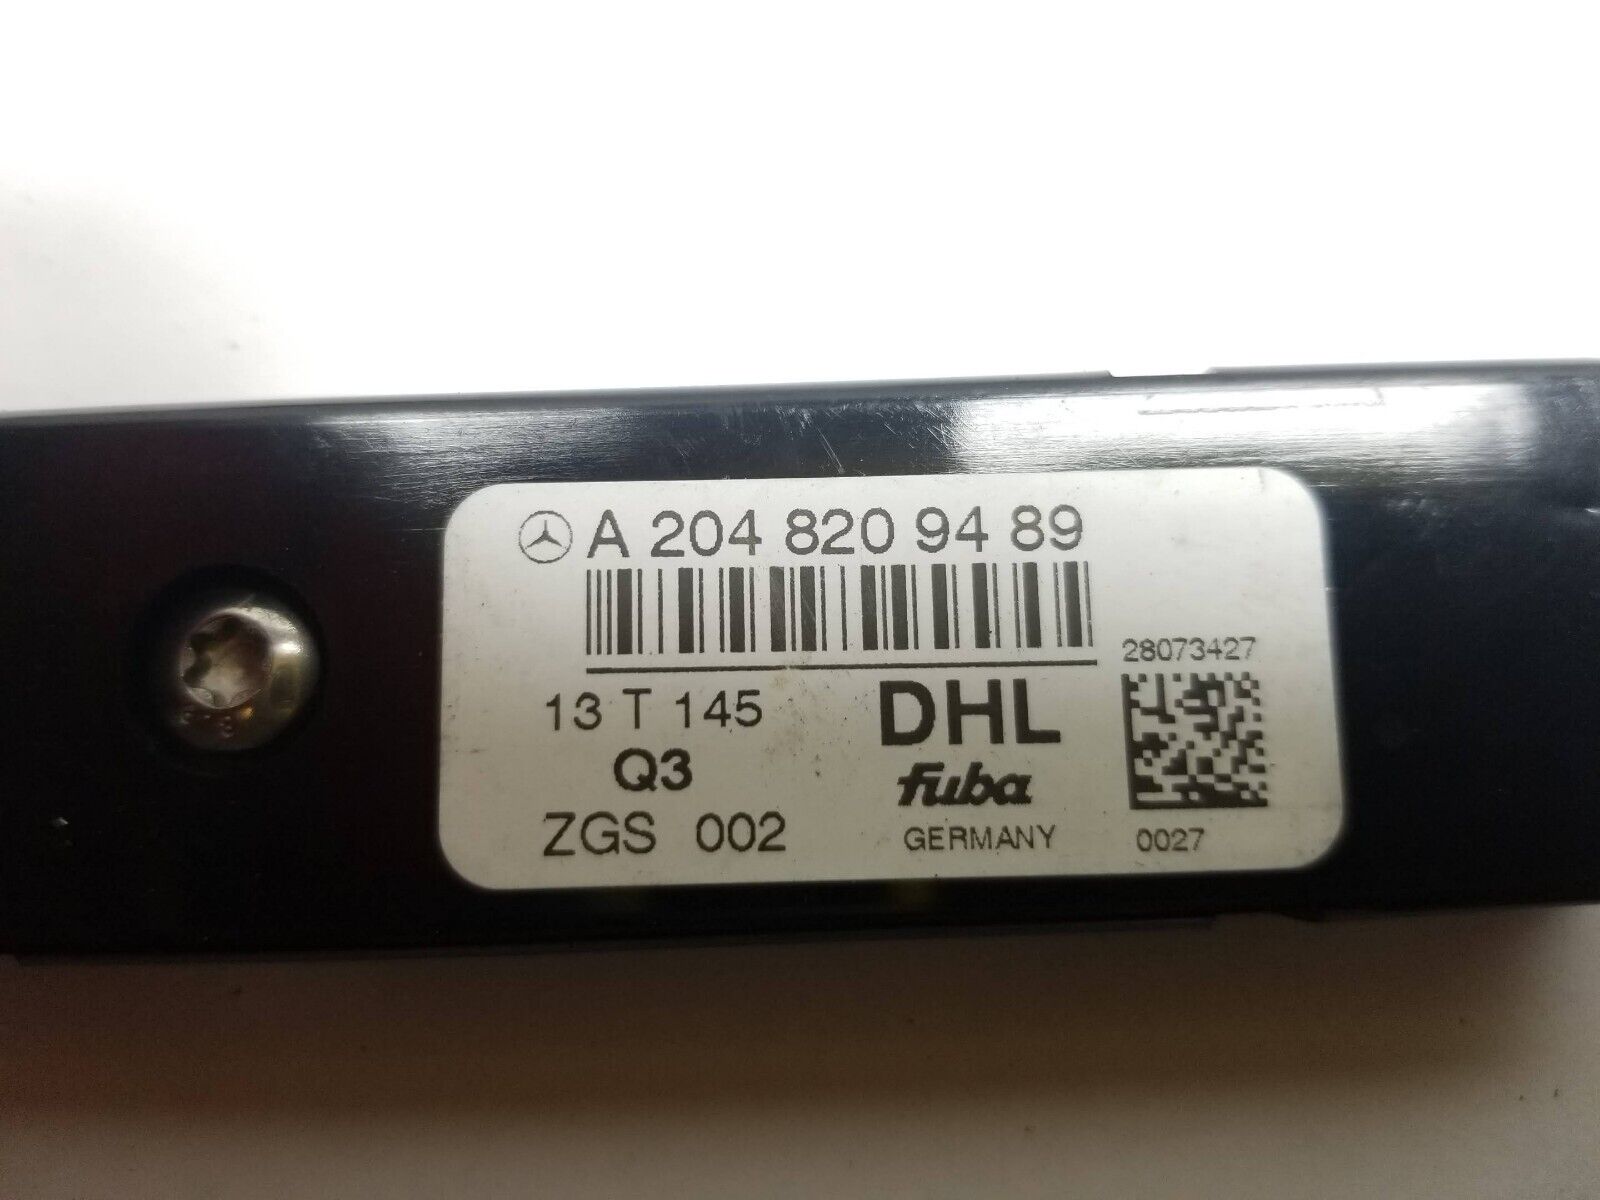 A 204 820 94 89
28073427
13 T 145
DHL
Q3
fuba
ZGS 002
GERMANY
0027